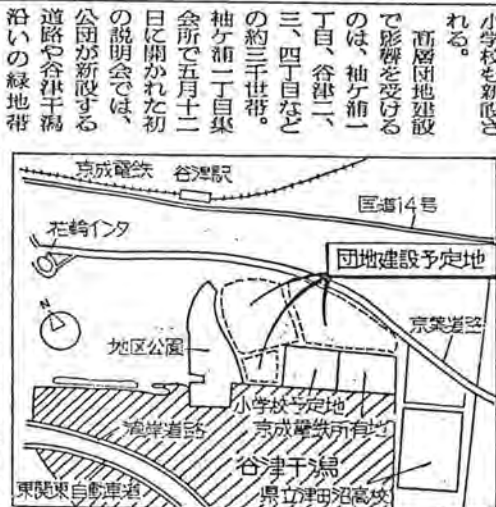 小学校も新設さ
れる。
高層団地建設
で影響を受ける
のは、袖ケ浦一
丁目、谷津二、
三、四丁目など
の約三千世帯。
袖ケ浦一丁目集
会所で五月十二
日に開かれた初
の説明会では、
公団が新設する
道路や谷津干潟
沿いの緑地帯
京成電鉄
谷津駅
国道14号
花輪インタ
団地建設予定地
N
地区公園
京葉道路
小学校予定地
京成電鉄所有地
湾岸道路
谷津干潟
東関東自動車道
県立津田沼高校